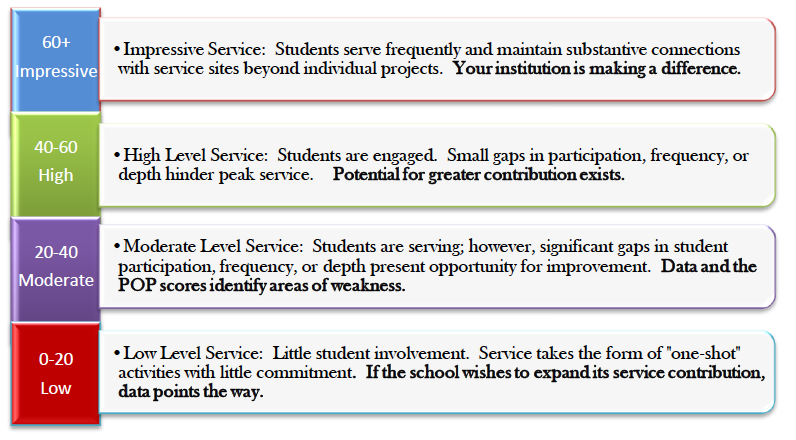 60+
Impressive
• Impressive Service:  Students serve frequently and maintain substantive connections
with service sites beyond individual projects.  Your institution is making a difference.
40-60
High
• High Level Service:  Students are engaged.  Small gaps in participation, frequency, or
depth hinder peak service.    Potential for greater contribution exists.
20-40
Moderate
• Moderate Level Service:  Students are serving; however, significant gaps in student
participation, frequency, or depth present opportunity for improvement.  Data and the
POP scores identify areas of weakness.
0-20
Low
• Low Level Service:  Little student involvement.  Service takes the form of "one-shot"
activities with little commitment.  If the school wishes to expand its service contribution,
data points the way.